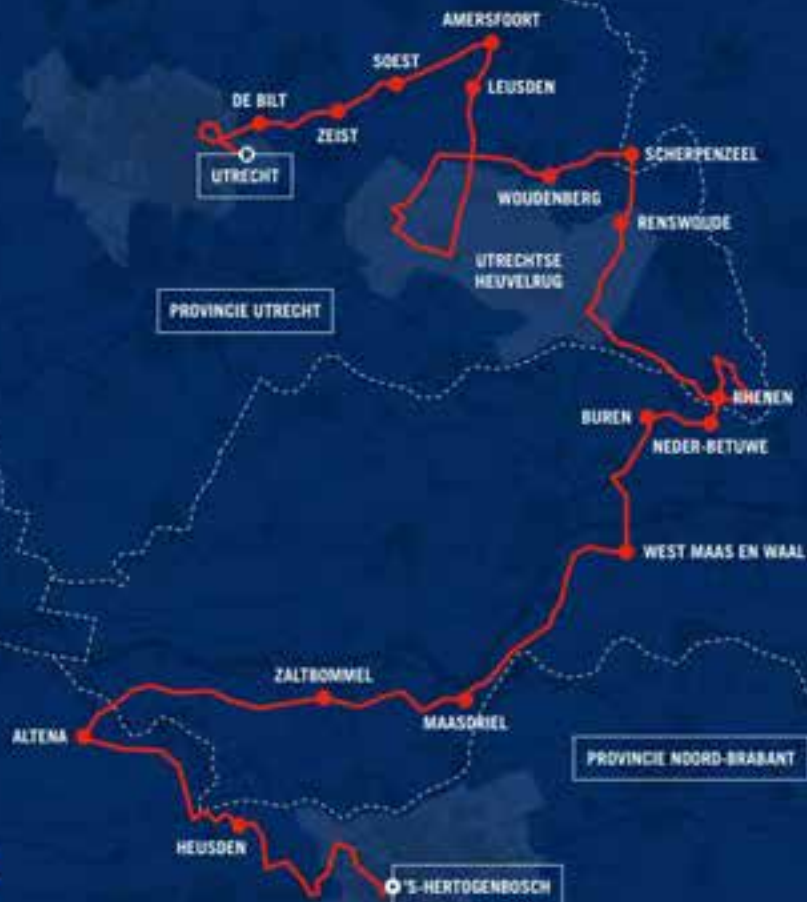 AMERSFOORT
SOEST
LEUSDEN
DE BILT
ZEIST
SCHERPENZEEL
UTRECHT
WOUDENBERG
RENSWOUDE
UTRECHTSE
HEUVELRUG
PROVINCIE UTRECHT
RHENEN
BUREN
NEDER-BETUWE
WEST MAAS EN WAAL
ZALTBOMMEL
MAASDRIEL
ALTENA
PROVINCIE NOORD-BRABANT
HEUSDEN
'S-HERTOGENBOSCH